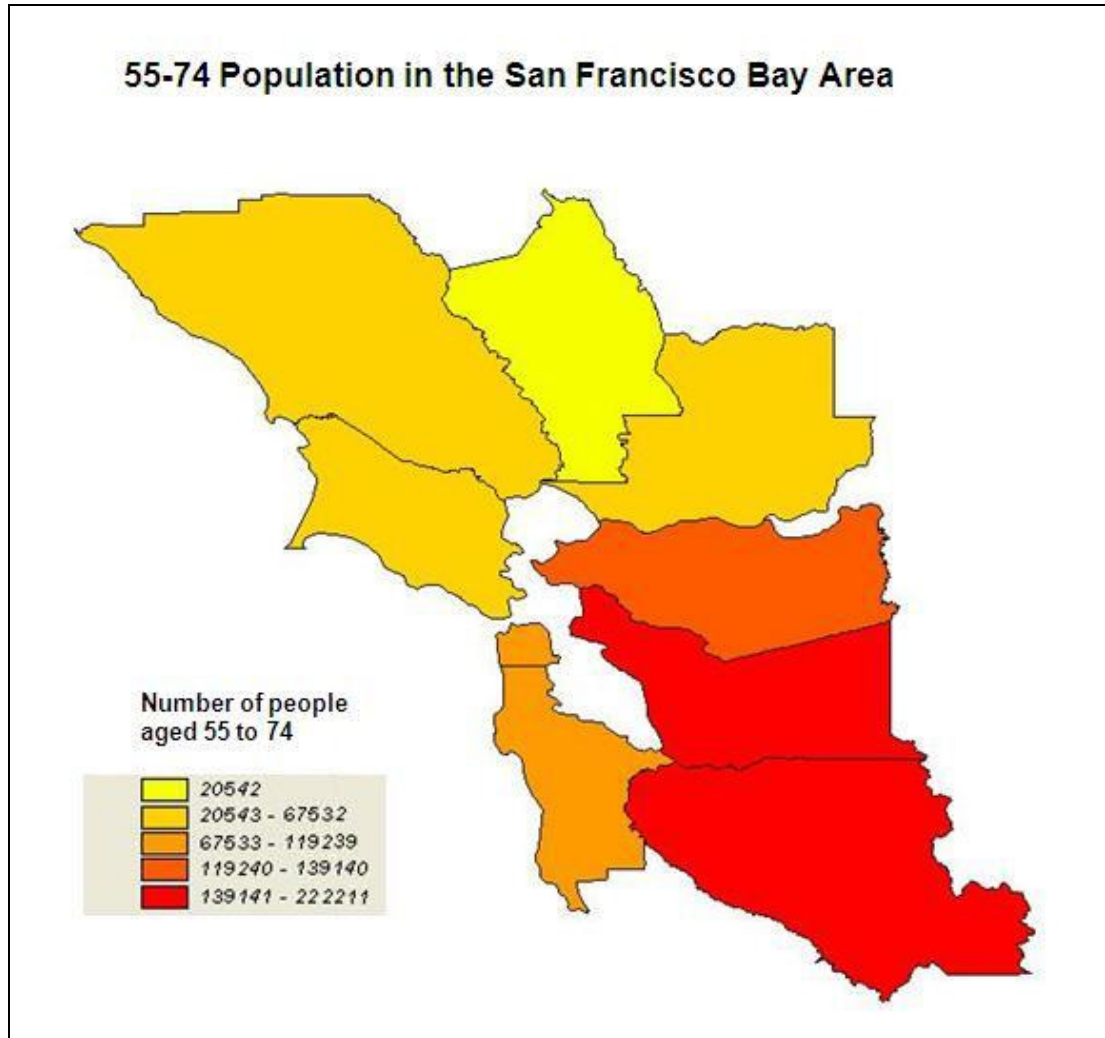 55-74 Population in the San Francisco Bay Area
Number of people
aged 55 to 74
20542
20543 - 67532
67533 - 119239
119240 - 139140
139141 - 222211